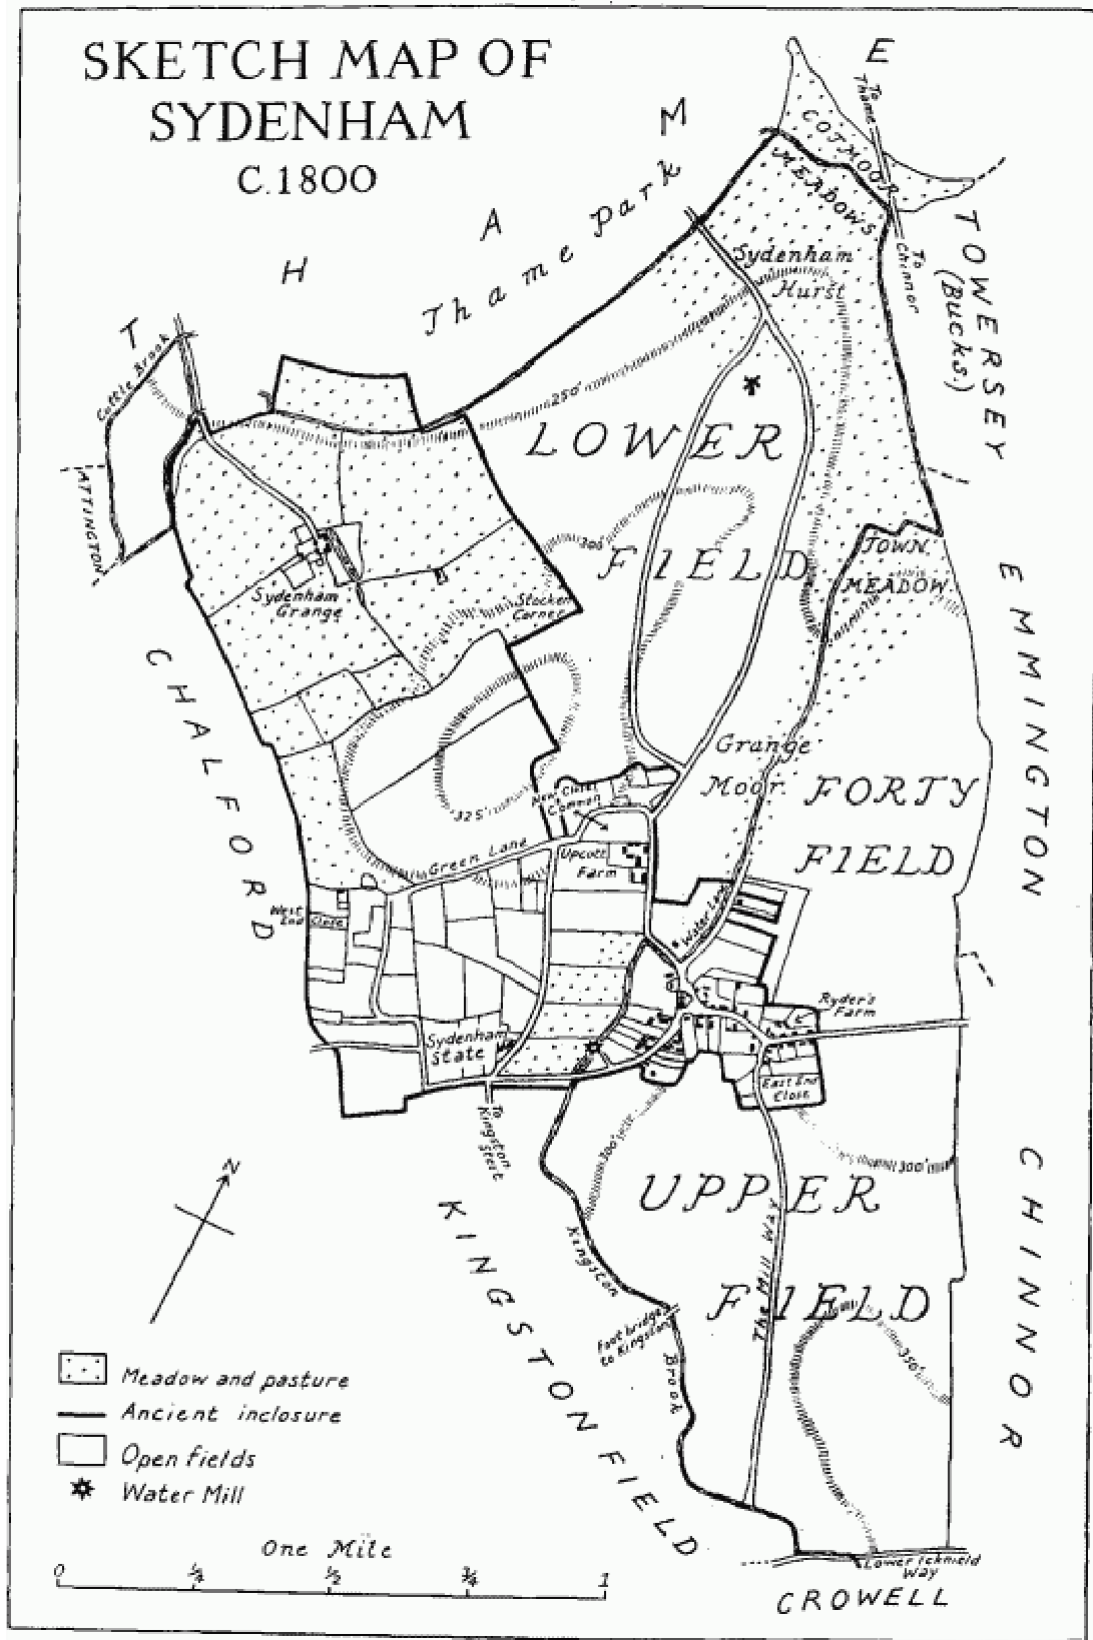 SKETCH MAP OF
SYDENHAM
C.1800
T H A M E
Thame Park
To Thame
COTMOOR
MEADOWS
To Chinnor
TOWERSEY
(Bucks.)
Sydenham
Hurst
Cuttle Brook
ATTINGTON
250'
LOWER
FIELD
300'
TOWN
MEADOW
Sydenham
Grange
Stocken
Corner
EMMINGTON
CHALFORD
Grange
Moor
FORTY
FIELD
325'
New Close
Common
Green Lane
Upcott
Farm
West
End Close
Water Lane
Ryder's
Farm
Sydenham
State
East End
Close
To
Kingston
Stert
300'
300'
UPPER
FIELD
The Mill Way
CHINNOR
KINGSTON FIELD
Kingston
Brook
Foot bridge
to Kingston
350'
N
Meadow and pasture
Ancient inclosure
Open fields
Water Mill
One Mile
0 ¼ ½ ¾ 1
Lower Icknield
Way
CROWELL